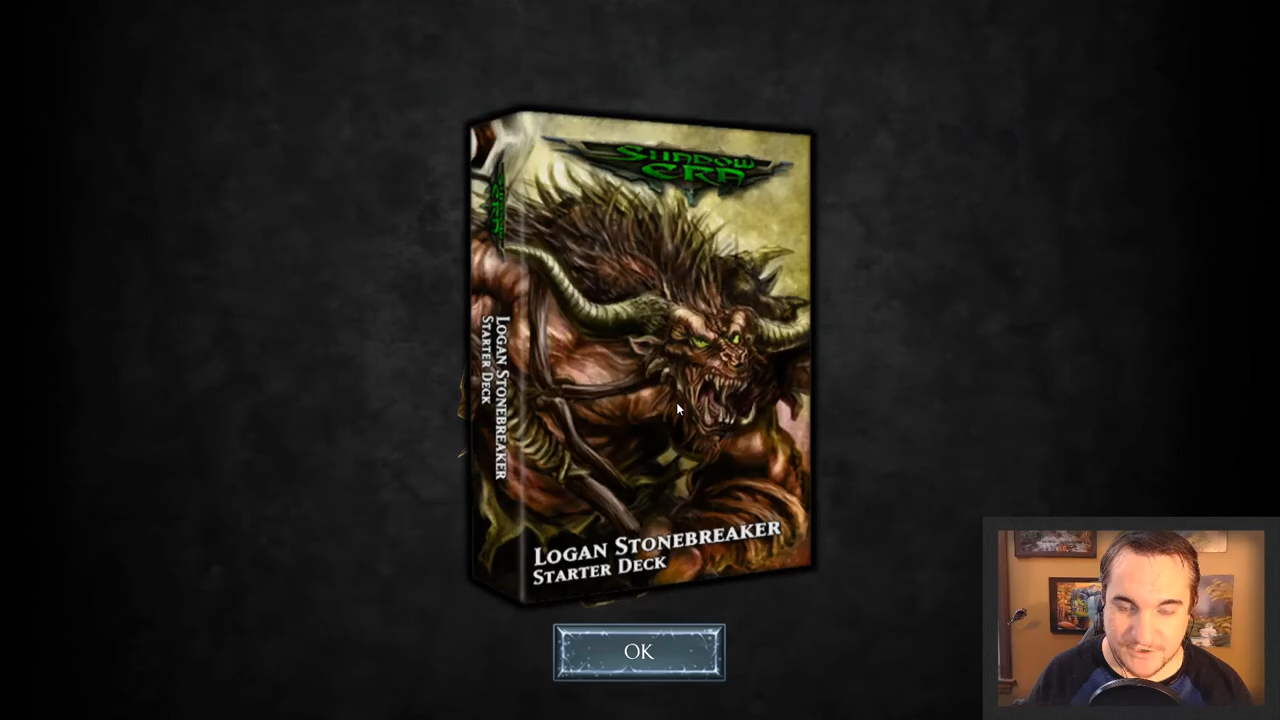 SHADOW
ERA
LOGAN STONEBREAKER
STARTER DECK
LOGAN STONEBREAKER
STARTER DECK
OK